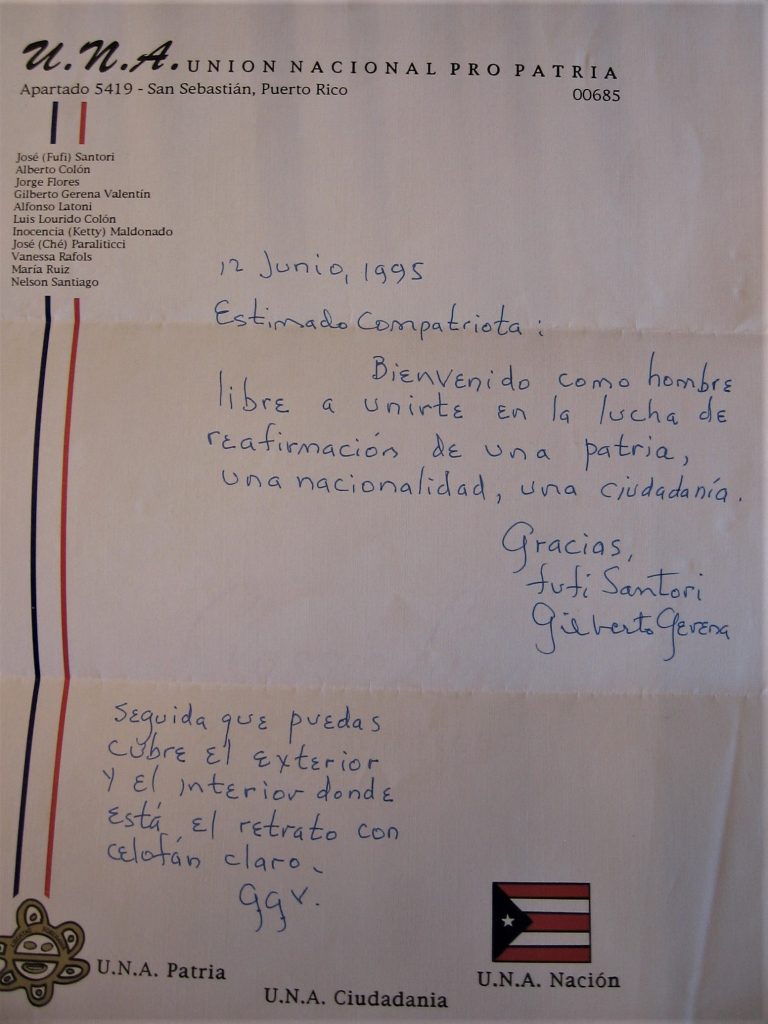 U.N.A. UNION NACIONAL PRO PATRIA
Apartado 5419 - San Sebastián, Puerto Rico 00685
José (Fufi) Santori
Alberto Colón
Jorge Flores
Gilberto Gerena Valentín
Alfonso Latoni
Luis Lourido Colón
Inocencia (Ketty) Maldonado
José (Ché) Paraliticci
Vanessa Rafols
María Ruiz
Nelson Santiago
12 Junio, 1995
Estimado Compatriota:
Bienvenido como hombre
libre a unirte en la lucha de
reafirmación de una patria,
una nacionalidad, una ciudadanía.
Gracias,
Fufi Santori
Gilberto Gerena
Seguida que puedas
cubre el exterior
y el interior donde
está, el retrato con
celofán claro.
GGV.
U.N.A. Patria
U.N.A. Ciudadania
U.N.A. Nación